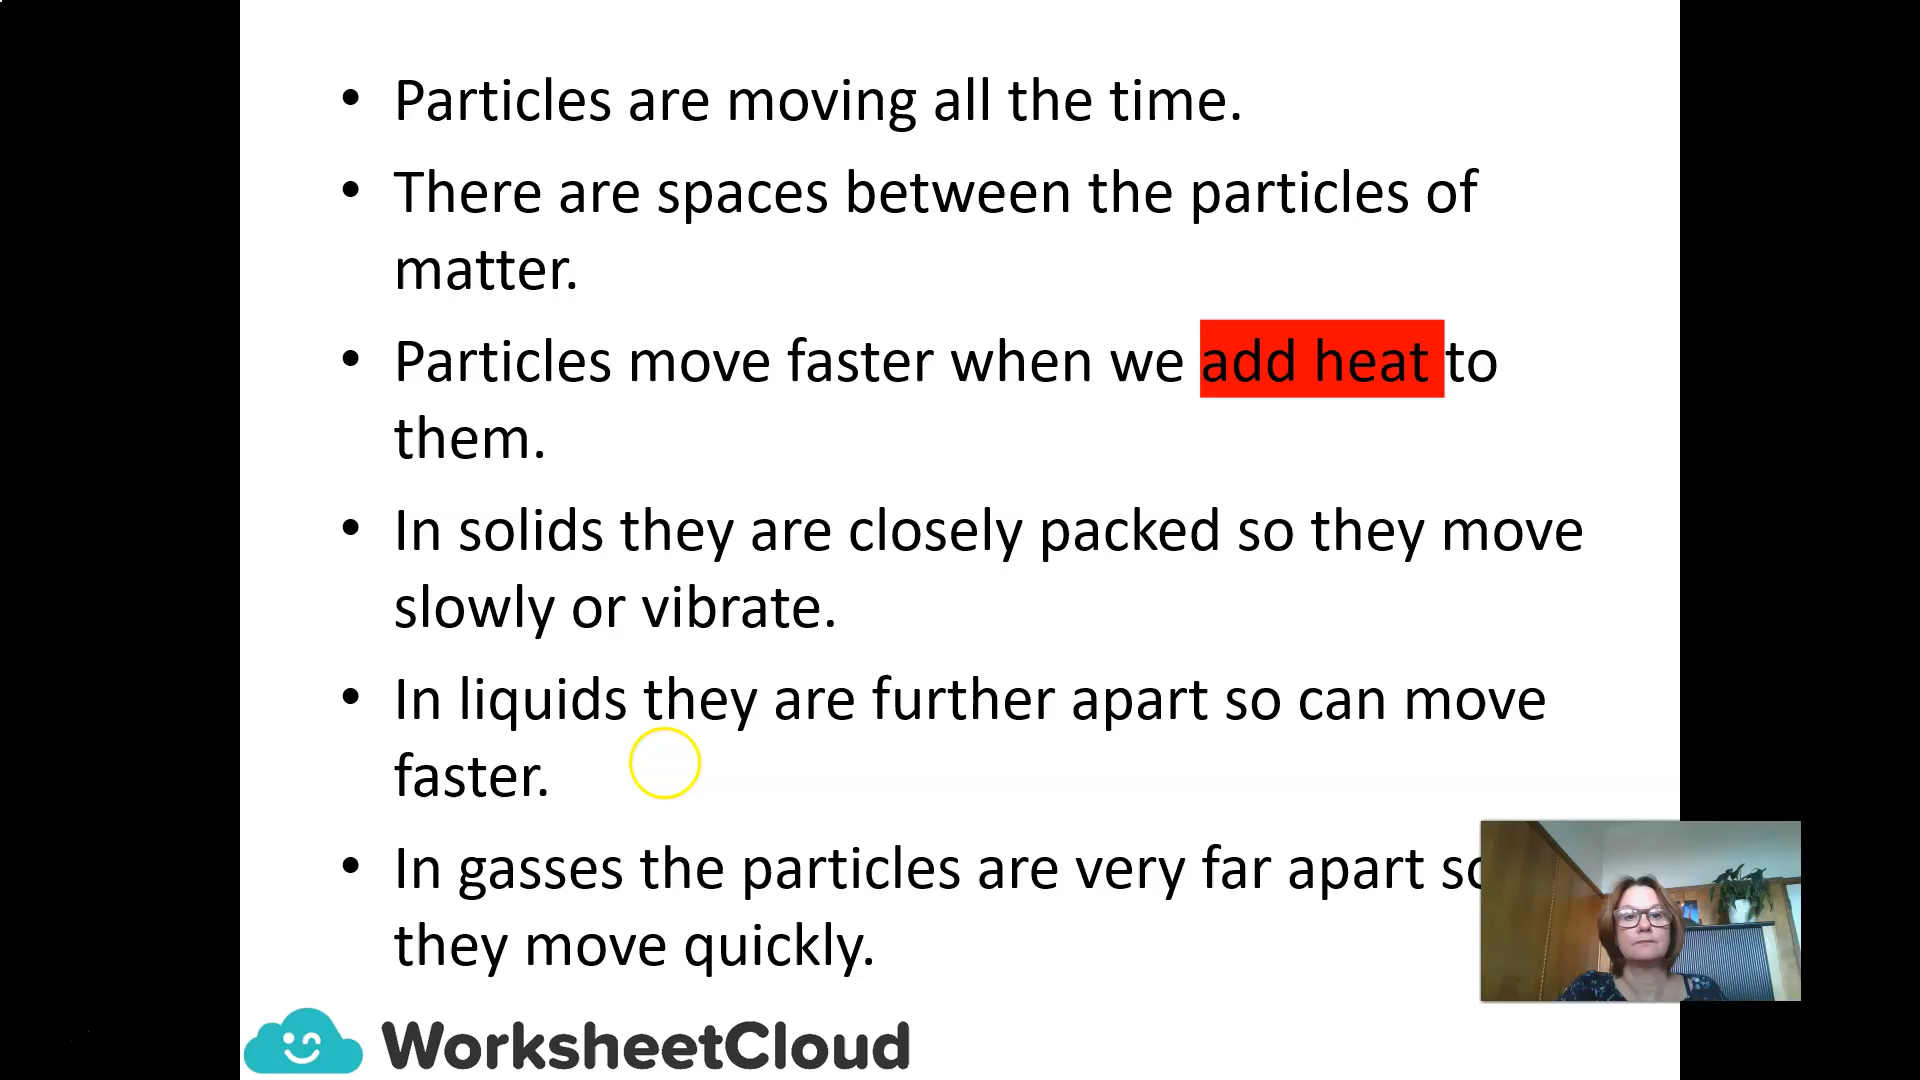 • Particles are moving all the time.
• There are spaces between the particles of
matter.
• Particles move faster when we add heat to
them.
• In solids they are closely packed so they move
slowly or vibrate.
• In liquids they are further apart so can move
faster.
• In gasses the particles are very far apart so
they move quickly.
WorksheetCloud